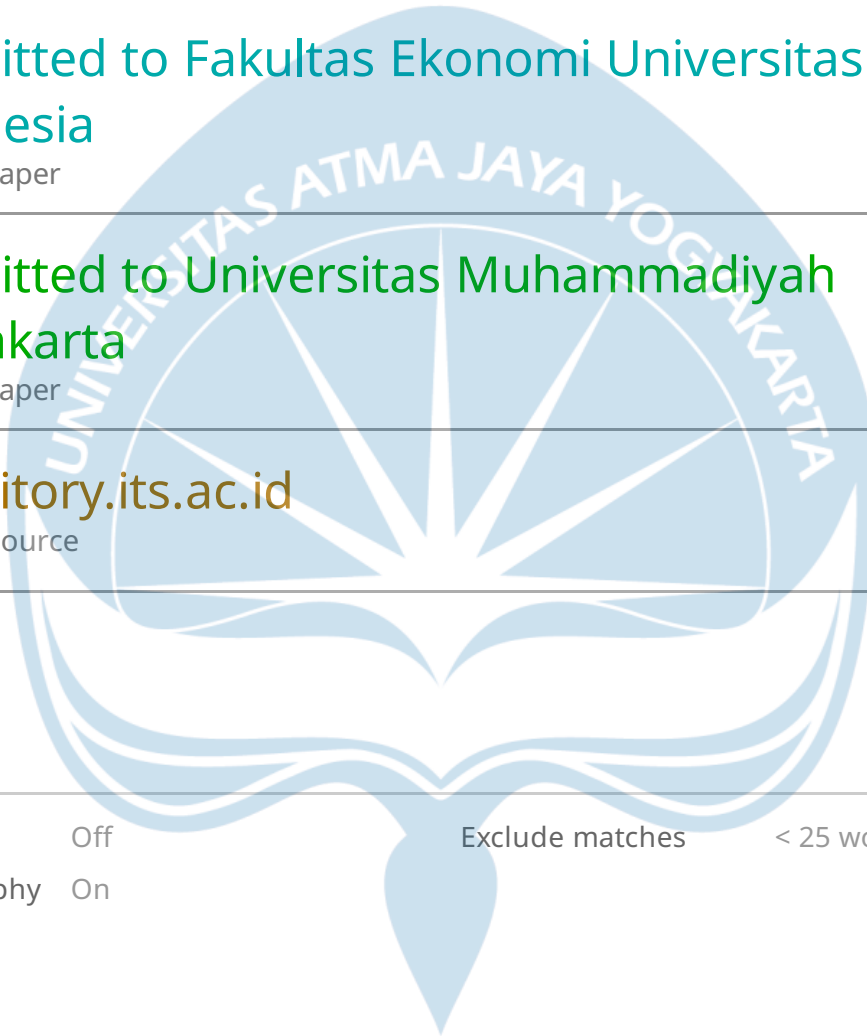 itted to Fakultas Ekonomi Universitas
esia
aper
UNIVERSITAS ATMA JAYA YOGYAKARTA
itted to Universitas Muhammadiyah
akarta
aper
itory.its.ac.id
ource
Off
Exclude matches
< 25 wo
phy
On